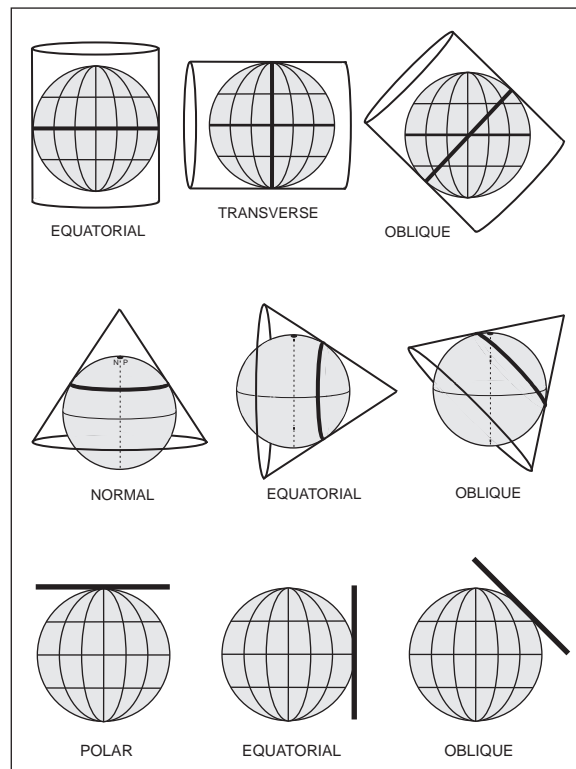 EQUATORIAL
TRANSVERSE
OBLIQUE
N P
NORMAL
EQUATORIAL
OBLIQUE
POLAR
EQUATORIAL
OBLIQUE